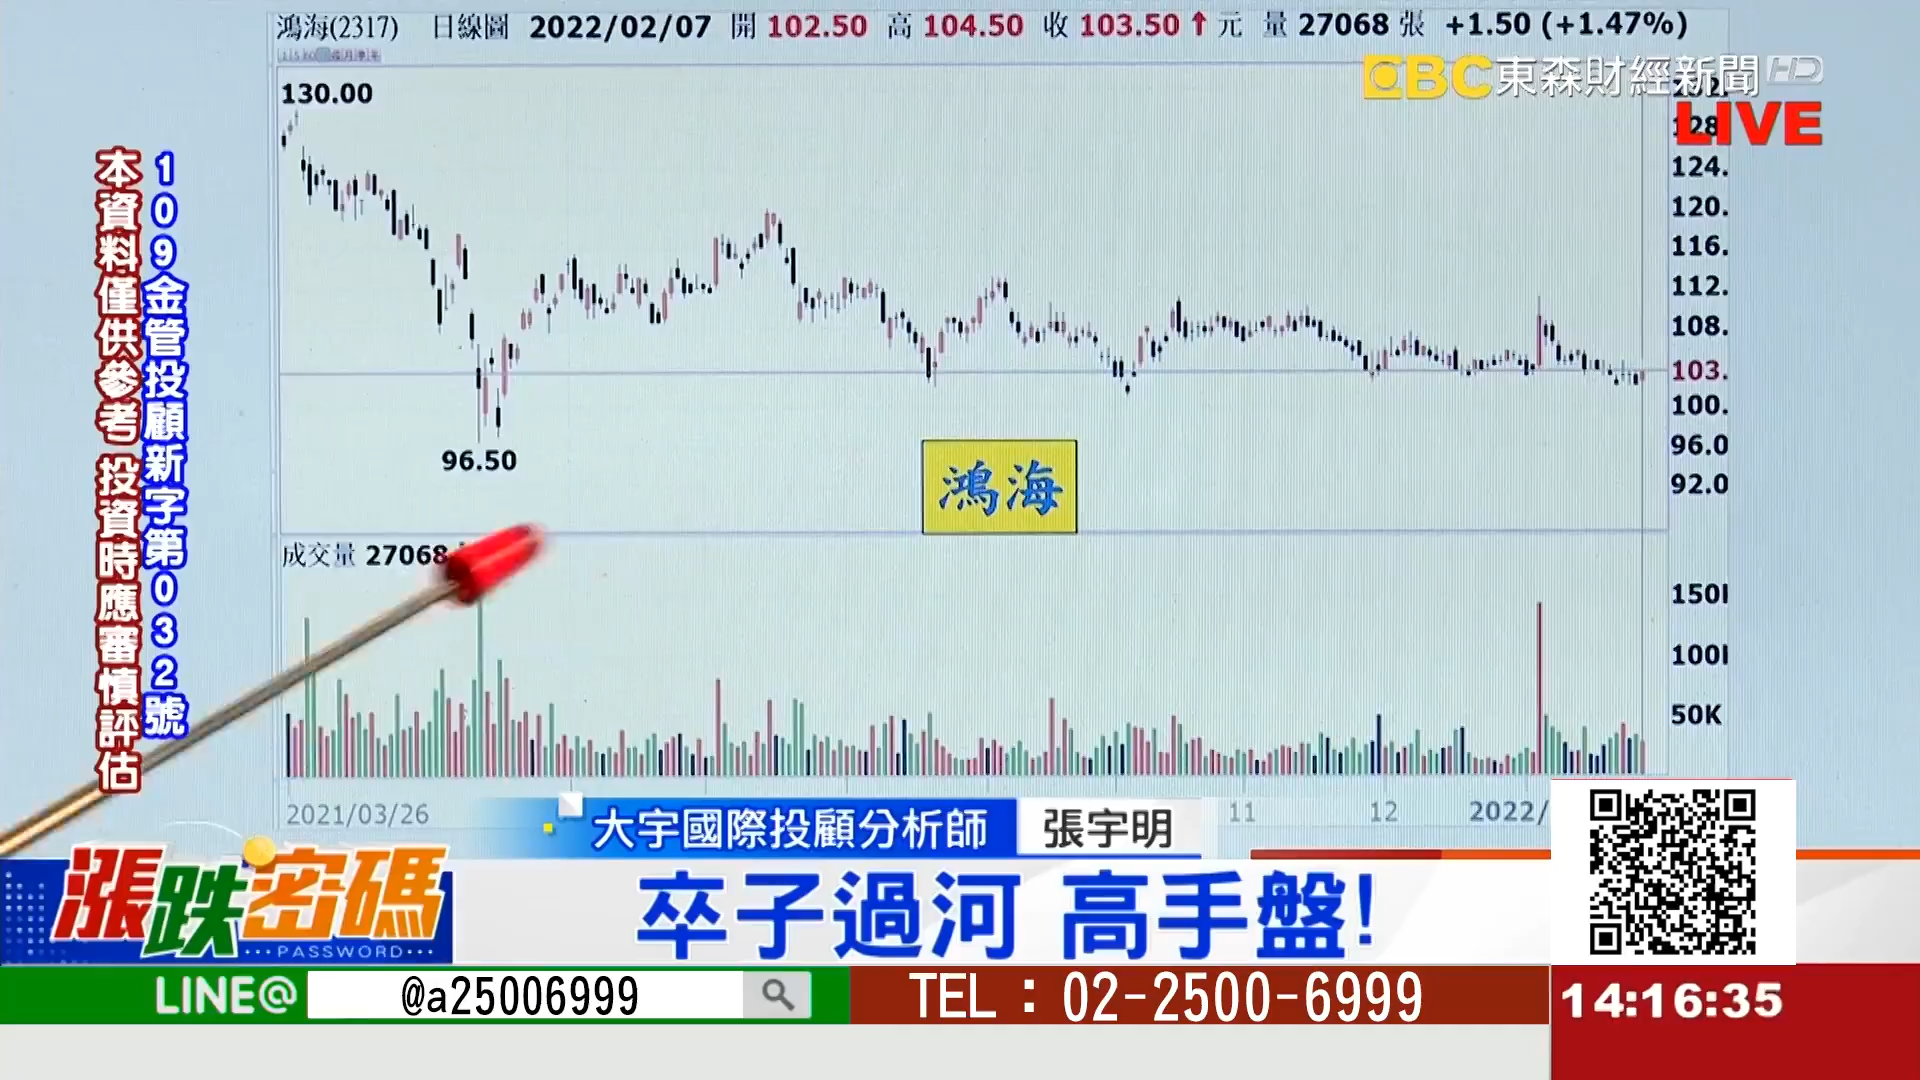 鴻海(2317) 日線圖 2022/02/07 開 102.50 高 104.50 收 103.50↑元 量 27068 張 +1.50 (+1.47%)
EBC東森財經新聞HD
LIVE
130.00
128
124.
120.
116.
112.
108.
103.
100.
96.0
92.0
96.50
鴻海
成交量 27068
150
100
50K
2021/03/26
11
12
2022/
109金管投顧新字第032號
本資料僅供參考 投資時應審慎評估
大宇國際投顧分析師 張宇明
漲跌密碼
PASSWORD
卒子過河 高手盤!
LINE@ @a25006999
TEL：02-2500-6999
14:16:35